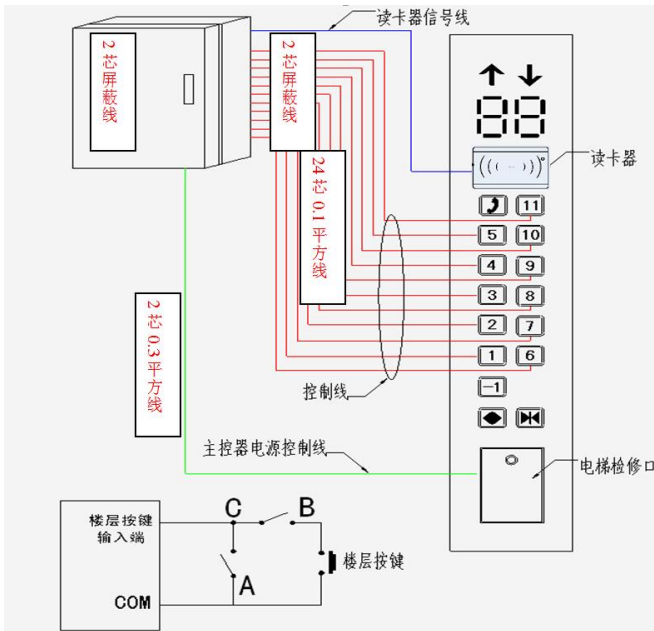 读卡器信号线
2芯屏蔽线
2芯屏蔽线
88
读卡器
24芯0.1平方线
11
5 10
4 9
3 8
2 7
1 6
-1
2芯0.3平方线
控制线
主控器电源控制线
电梯检修口
楼层按键
输入端
COM
C
B
A
楼层按键